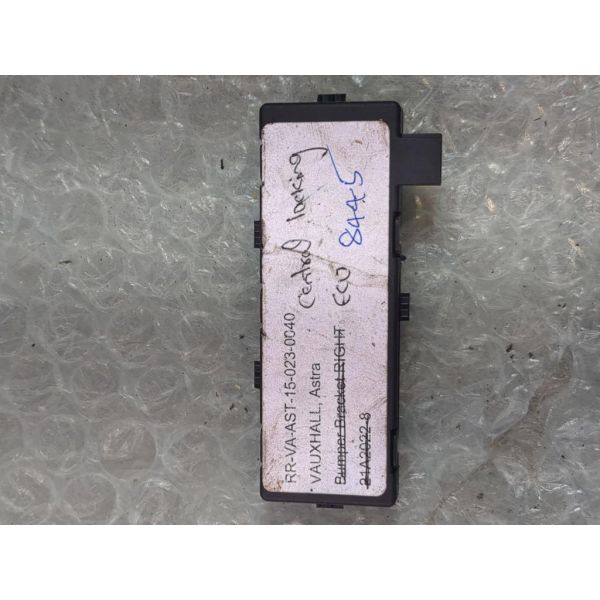 RR-VA-AST-15-023-0040
VAUXHALL, Astra
Bumper Bracket RIGHT
21A2022-8
Central locking
ECU 8445